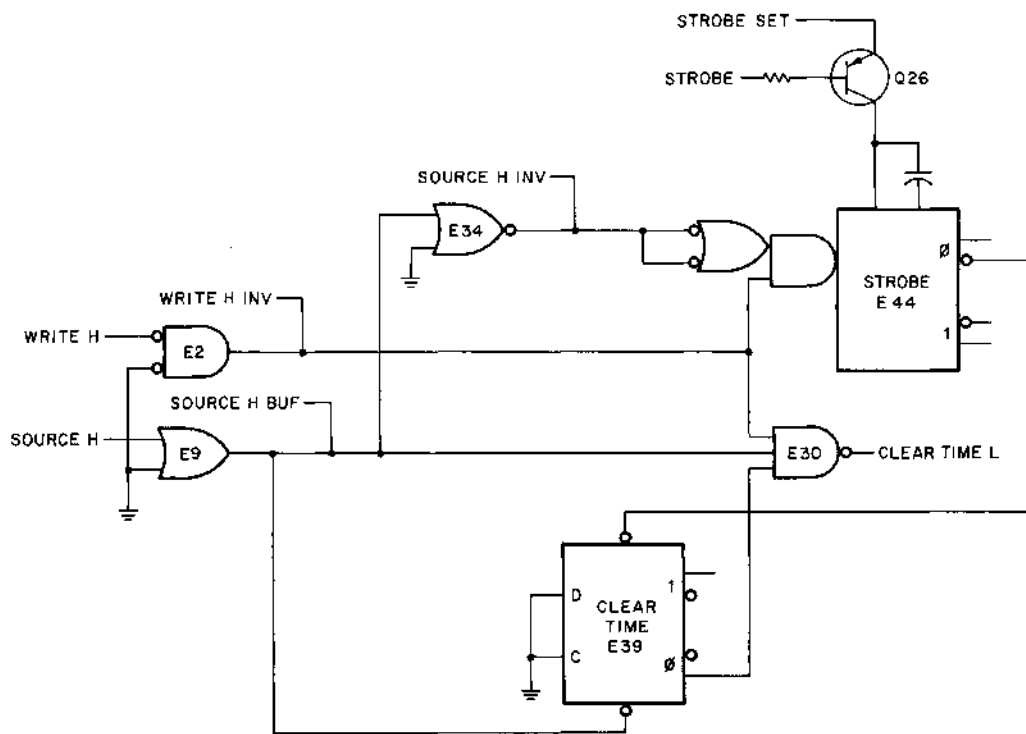 STROBE SET
STROBE
Q26
SOURCE H INV
E34
STROBE
E44
Ø
1
WRITE H INV
WRITE H
E2
SOURCE H BUF
SOURCE H
E9
E30
CLEAR TIME L
D
C
CLEAR
TIME
E39
1
Ø